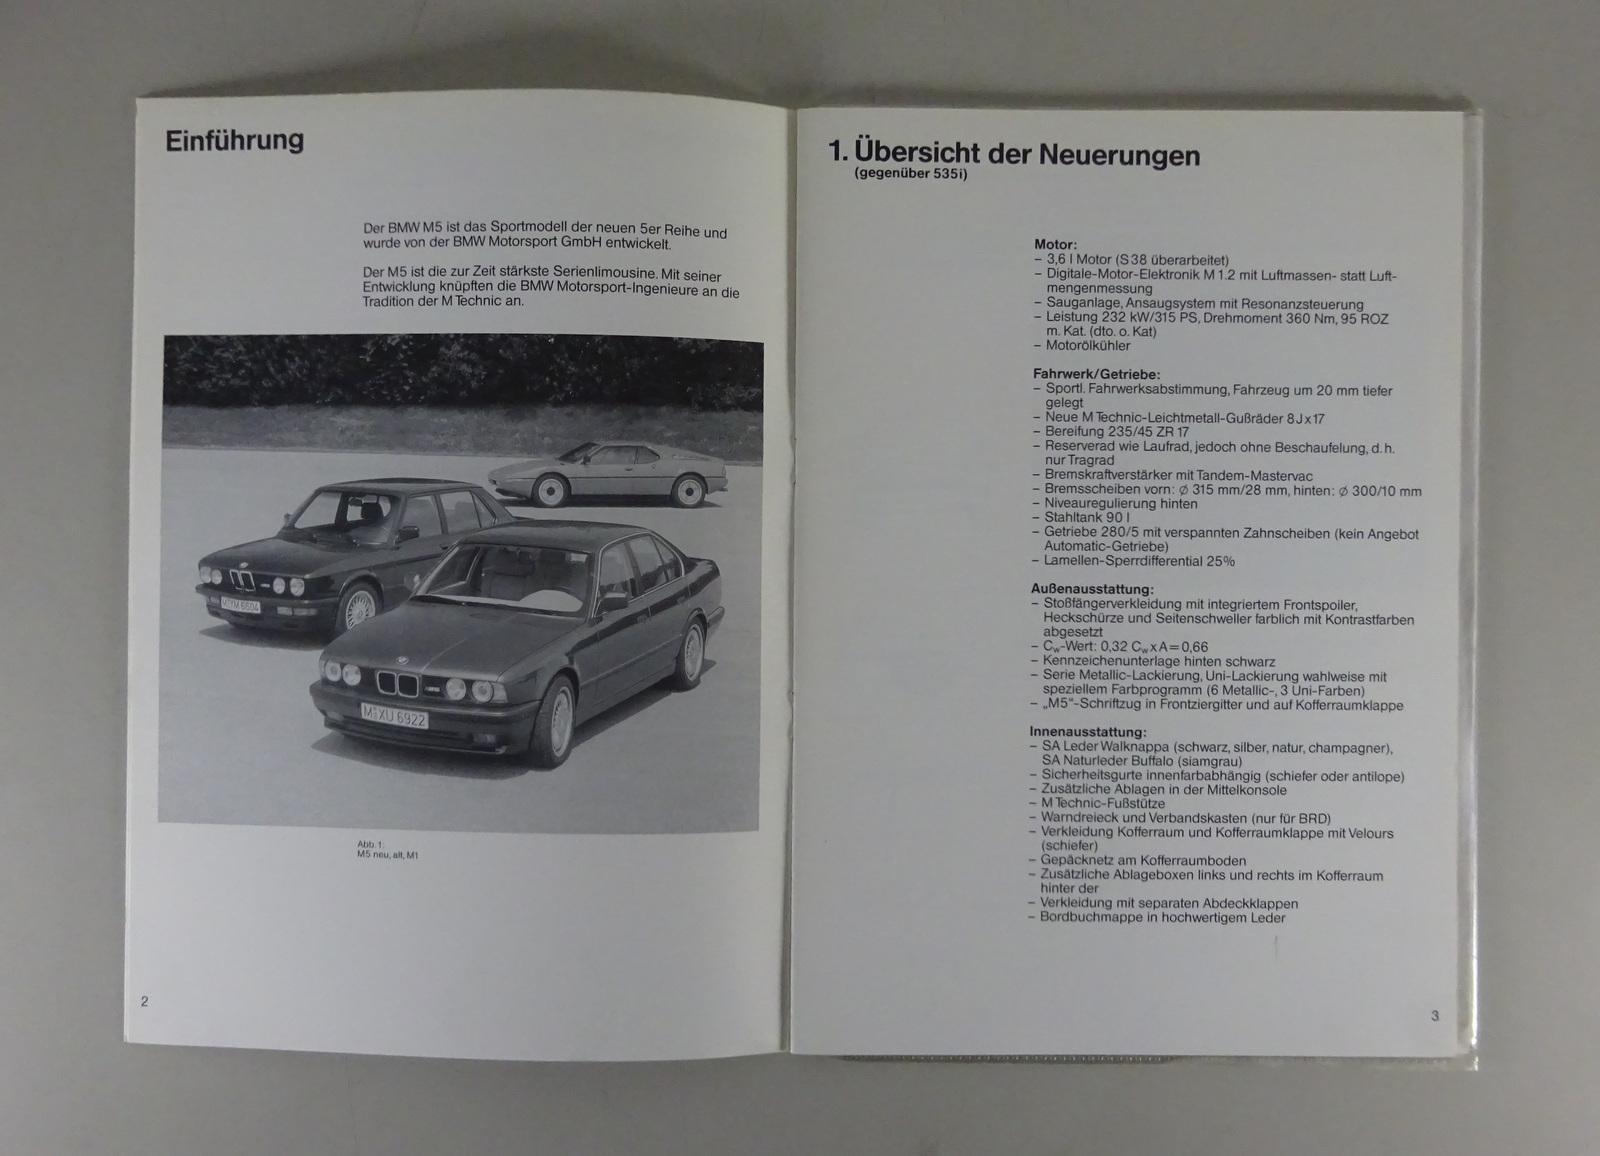 Einführung
Der BMW M5 ist das Sportmodell der neuen 5er Reihe und
wurde von der BMW Motorsport GmbH entwickelt.
Der M5 ist die zur Zeit stärkste Serienlimousine. Mit seiner
Entwicklung knüpften die BMW Motorsport-Ingenieure an die
Tradition der M Technic an.
M-YM 6504
M-XU 6922
Abb. 1:
M5 neu, alt, M1
2
1. Übersicht der Neuerungen
(gegenüber 535i)
Motor:
– 3,6 l Motor (S 38 überarbeitet)
– Digitale-Motor-Elektronik M 1.2 mit Luftmassen- statt Luft-
mengenmessung
– Sauganlage, Ansaugsystem mit Resonanzsteuerung
– Leistung 232 kW/315 PS, Drehmoment 360 Nm, 95 ROZ
m. Kat. (dto. o. Kat)
– Motorölkühler
Fahrwerk/Getriebe:
– Sportl. Fahrwerksabstimmung, Fahrzeug um 20 mm tiefer
gelegt
– Neue M Technic-Leichtmetall-Gußräder 8 J x 17
– Bereifung 235/45 ZR 17
– Reserverad wie Laufrad, jedoch ohne Beschaufelung, d. h.
nur Tragrad
– Bremskraftverstärker mit Tandem-Mastervac
– Bremsscheiben vorn: ∅ 315 mm/28 mm, hinten: ∅ 300/10 mm
– Niveauregulierung hinten
– Stahltank 90 l
– Getriebe 280/5 mit verspannten Zahnscheiben (kein Angebot
Automatic-Getriebe)
– Lamellen-Sperrdifferential 25%
Außenausstattung:
– Stoßfängerverkleidung mit integriertem Frontspoiler,
Heckschürze und Seitenschweller farblich mit Kontrastfarben
abgesetzt
– Cw-Wert: 0,32 Cw x A = 0,66
– Kennzeichenunterlage hinten schwarz
– Serie Metallic-Lackierung, Uni-Lackierung wahlweise mit
speziellem Farbprogramm (6 Metallic-, 3 Uni-Farben)
– „M5“-Schriftzug in Frontziergitter und auf Kofferraumklappe
Innenausstattung:
– SA Leder Walknappa (schwarz, silber, natur, champagner),
SA Naturleder Buffalo (siamgrau)
– Sicherheitsgurte innenfarbabhängig (schiefer oder antilope)
– Zusätzliche Ablagen in der Mittelkonsole
– M Technic-Fußstütze
– Warndreieck und Verbandskasten (nur für BRD)
– Verkleidung Kofferraum und Kofferraumklappe mit Velours
(schiefer)
– Gepäcknetz am Kofferraumboden
– Zusätzliche Ablageboxen links und rechts im Kofferraum
hinter der
– Verkleidung mit separaten Abdeckklappen
– Bordbuchmappe in hochwertigem Leder
3